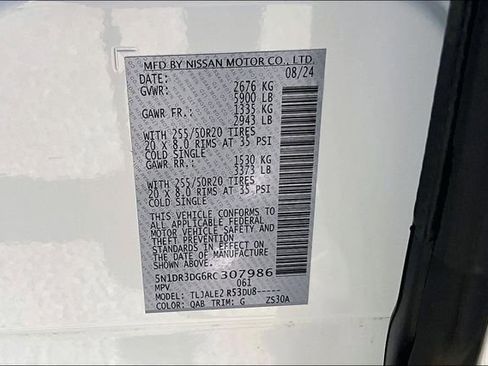 MFD BY NISSAN MOTOR CO., LTD.
DATE: 08/24
GVWR: 2676 KG
5900 LB
GAWR FR.: 1335 KG
2943 LB
WITH 255/50R20 TIRES
20 x 8.0 RIMS AT 35 PSI
COLD SINGLE
GAWR RR.: 1530 KG
3373 LB
WITH 255/50R20 TIRES
20 x 8.0 RIMS AT 35 PSI
COLD SINGLE
THIS VEHICLE CONFORMS TO
ALL APPLICABLE FEDERAL
MOTOR VEHICLE SAFETY AND
THEFT PREVENTION
STANDARDS IN EFFECT ON
THE DATE OF MANUFACTURE
SHOWN ABOVE.
5N1DR3DG6RC307986
MPV 061
MODEL: TLJALE2 R53DU8-----
COLOR: QAB TRIM: G ZS30A